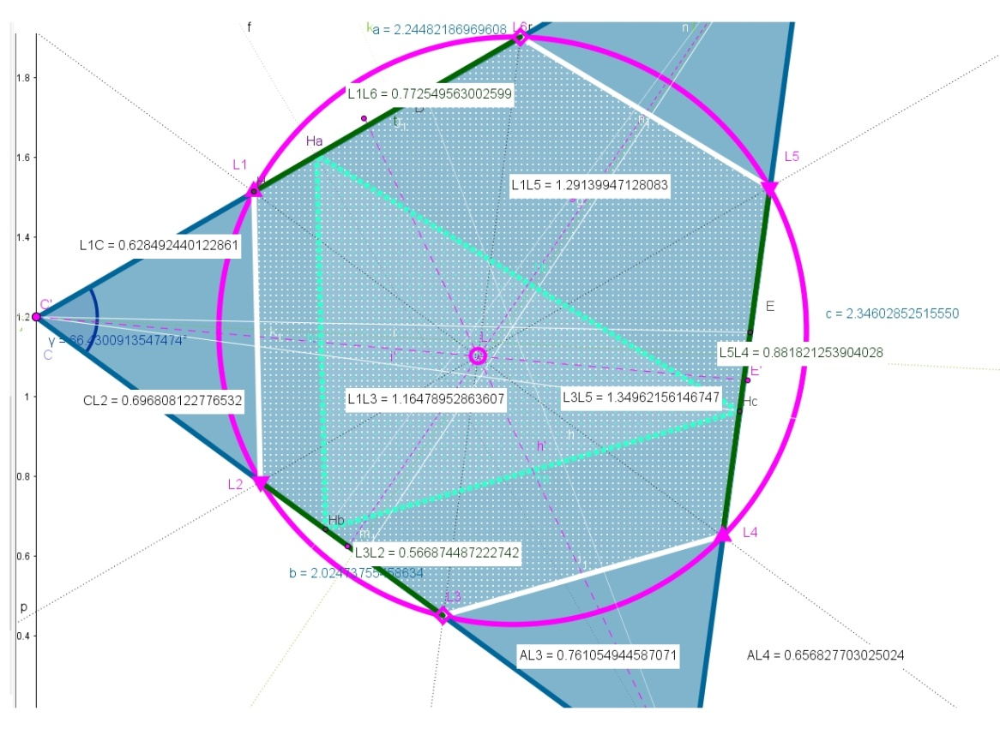 f
k
a = 2.24482186969608
L6
r
n
1.8
L1L6 = 0.772549563002599
D
Ha
1.6
L1
L5
L1L5 = 1.29139947128083
1.4
L1C = 0.628492440122861
C'
1.2
E
c = 2.34602852515550
C
L5L4 = 0.881821253904028
E'
L
1
CL2 = 0.696808122776532
L1L3 = 1.16478952863607
L3L5 = 1.34962156146747
Hc
h
h'
0.8
L2
Hb
m
L4
0.6
L3L2 = 0.566874487222742
L3
p
0.4
AL3 = 0.761054944587071
AL4 = 0.656827703025024